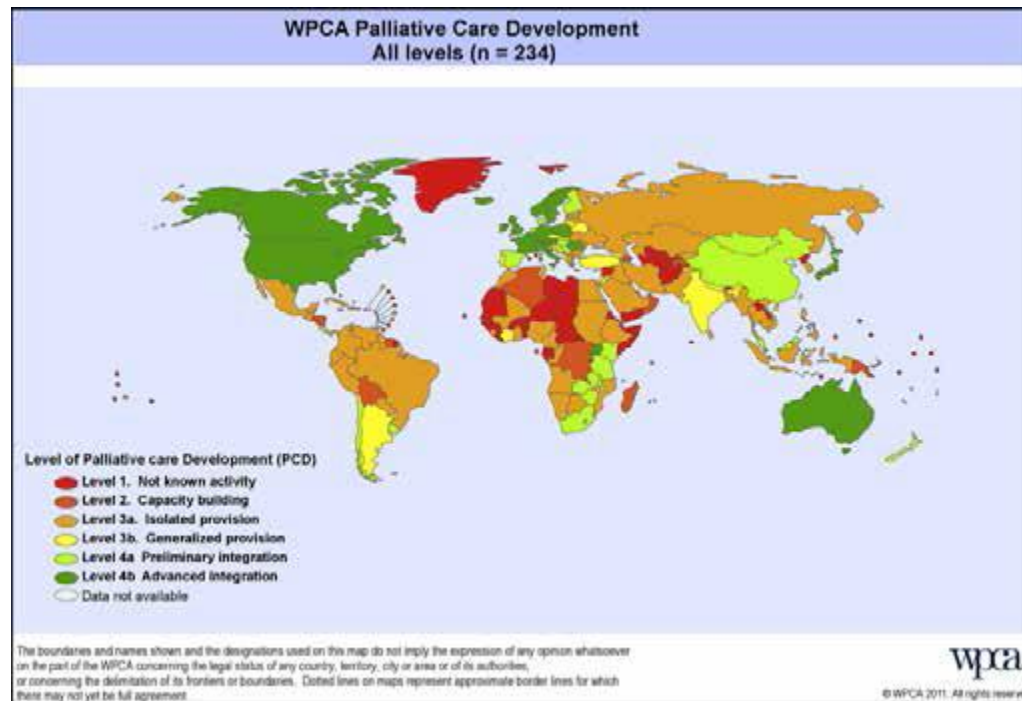 WPCA Palliative Care Development
All levels (n = 234)
Level of Palliative care Development (PCD)
Level 1. Not known activity
Level 2. Capacity building
Level 3a. Isolated provision
Level 3b. Generalized provision
Level 4a Preliminary integration
Level 4b Advanced integration
Data not available
The boundaries and names shown and the designations used on this map do not imply the expression of any opinion whatsoever
on the part of the WPCA concerning the legal status of any country, territory, city or area or of its authorities,
or concerning the delimitation of its frontiers or boundaries. Dotted lines on maps represent approximate border lines for which
there may not yet be full agreement.
wpca
© WPCA 2011. All rights reserve